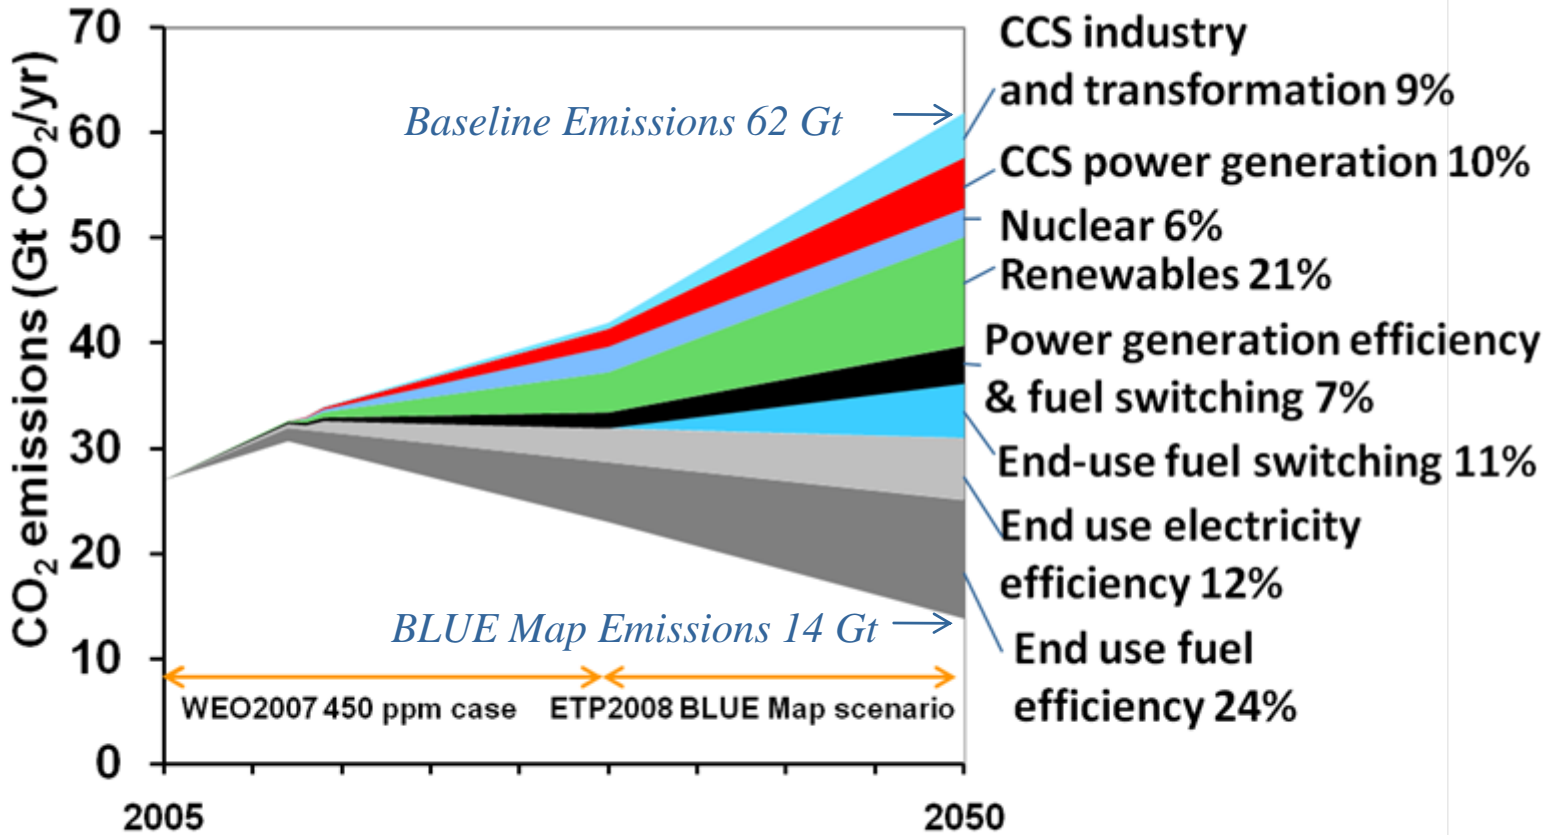 CO2 emissions (Gt CO2/yr)
70
60
50
40
30
20
10
0
2005
2050
Baseline Emissions 62 Gt
BLUE Map Emissions 14 Gt
WEO2007 450 ppm case
ETP2008 BLUE Map scenario
CCS industry
and transformation 9%
CCS power generation 10%
Nuclear 6%
Renewables 21%
Power generation efficiency
& fuel switching 7%
End-use fuel switching 11%
End use electricity
efficiency 12%
End use fuel
efficiency 24%